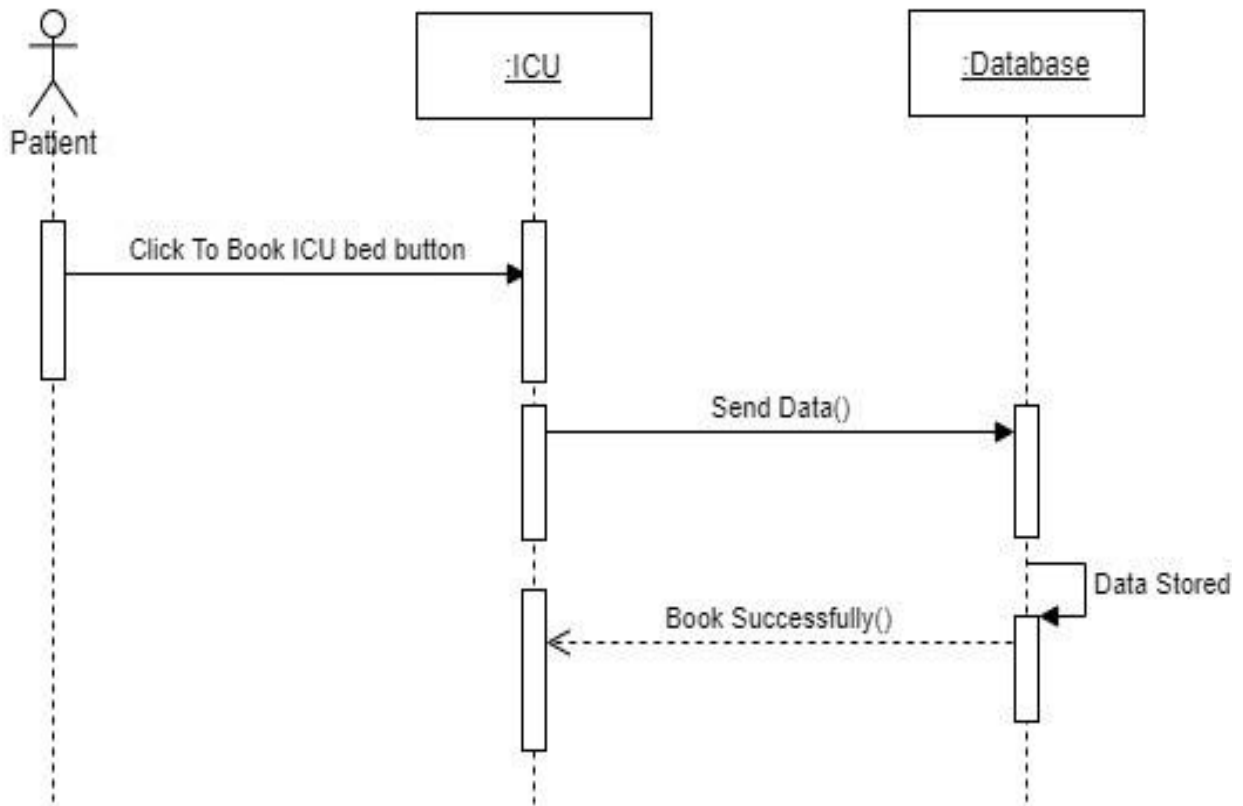 :ICU
:Database
Patient
Click To Book ICU bed button
Send Data()
Data Stored
Book Successfully()